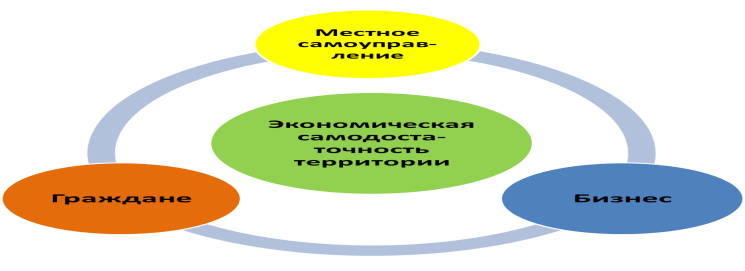 Местное
самоуправ-
ление
Экономическая
самодоста-
точность
территории
Граждане
Бизнес